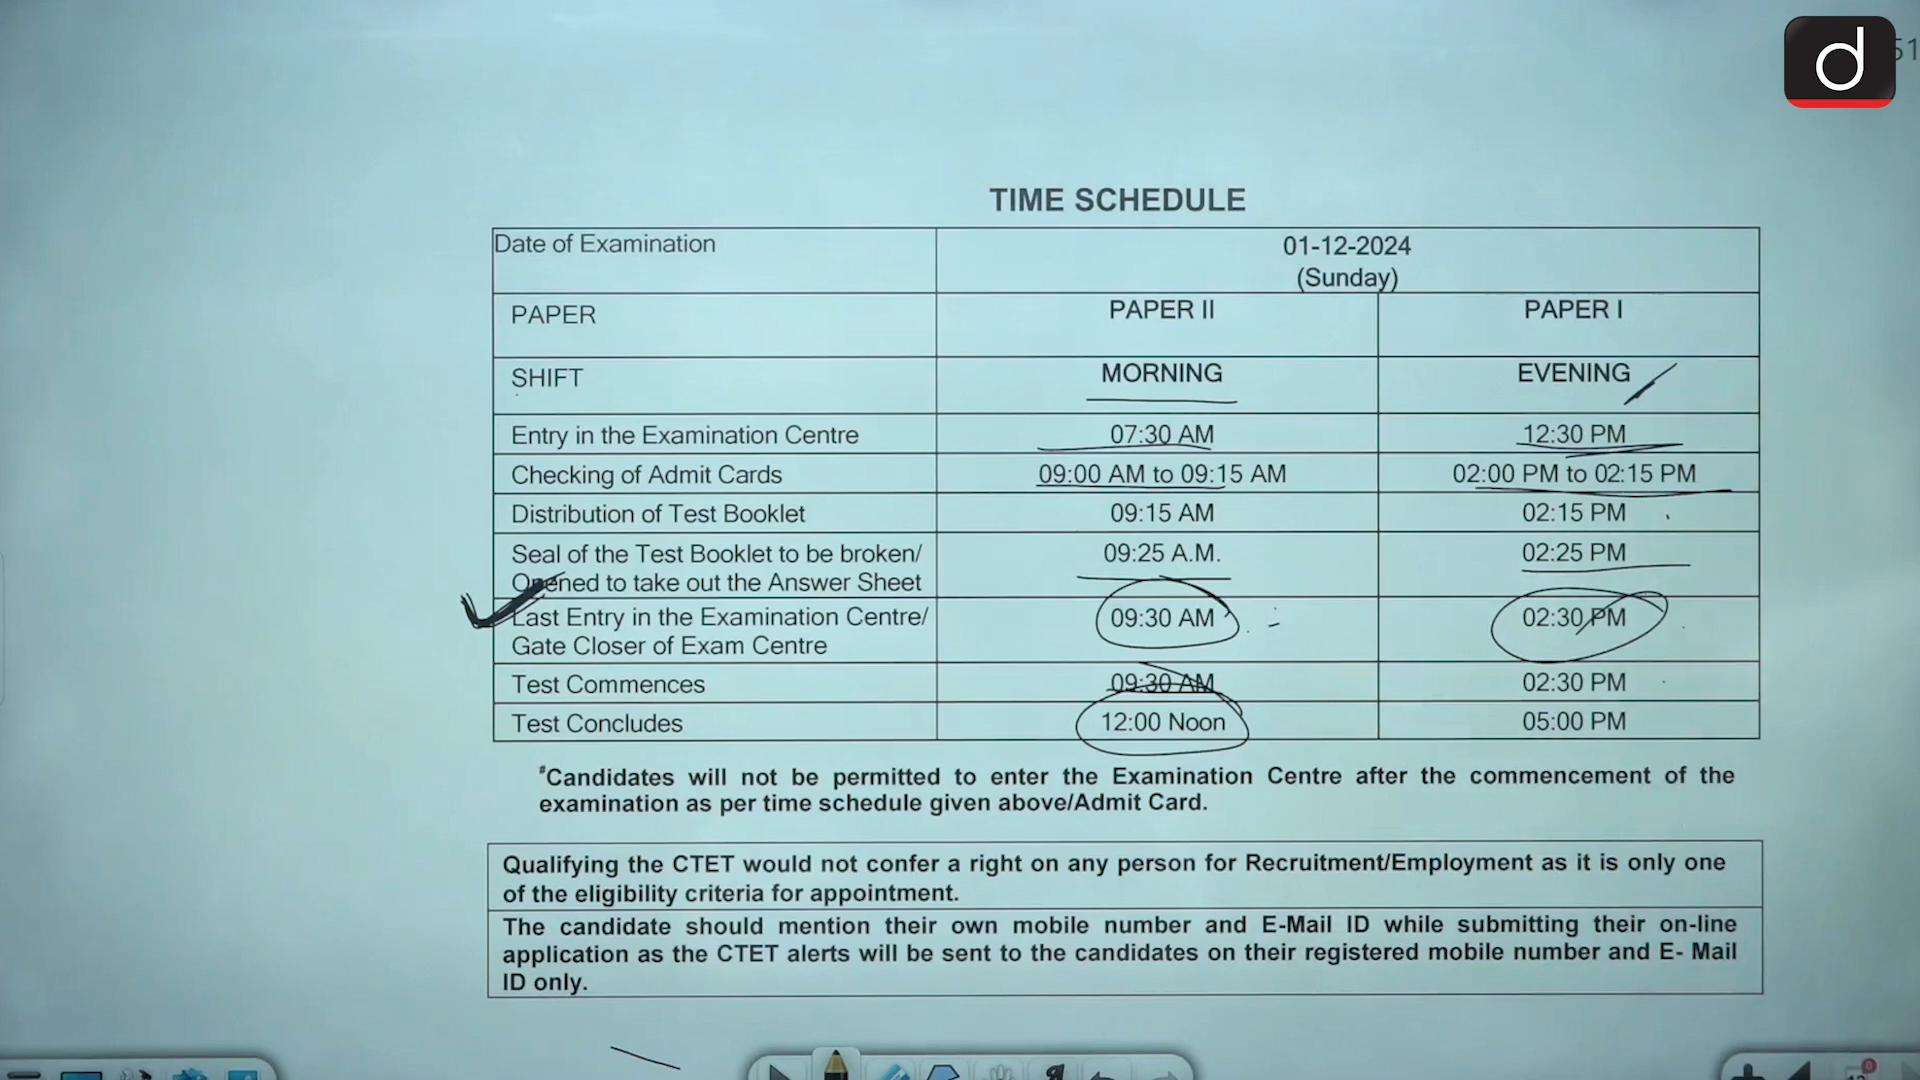 d
51
TIME SCHEDULE
Date of Examination
01-12-2024
(Sunday)
PAPER
PAPER II
PAPER I
SHIFT
MORNING
EVENING
Entry in the Examination Centre
07:30 AM
12:30 PM
Checking of Admit Cards
09:00 AM to 09:15 AM
02:00 PM to 02:15 PM
Distribution of Test Booklet
09:15 AM
02:15 PM
Seal of the Test Booklet to be broken/
Opened to take out the Answer Sheet
09:25 A.M.
02:25 PM
Last Entry in the Examination Centre/
Gate Closer of Exam Centre
09:30 AM
02:30 PM
Test Commences
09:30 AM
02:30 PM
Test Concludes
12:00 Noon
05:00 PM
#Candidates will not be permitted to enter the Examination Centre after the commencement of the
examination as per time schedule given above/Admit Card.
Qualifying the CTET would not confer a right on any person for Recruitment/Employment as it is only one
of the eligibility criteria for appointment.
The candidate should mention their own mobile number and E-Mail ID while submitting their on-line
application as the CTET alerts will be sent to the candidates on their registered mobile number and E- Mail
ID only.